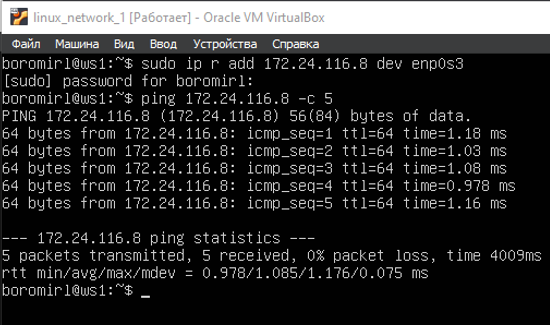 linux_network_1 [Работает] - Oracle VM VirtualBox
Файл Машина Вид Ввод Устройства Справка
boromirl@ws1:~$ sudo ip r add 172.24.116.8 dev enp0s3
[sudo] password for boromirl:
boromirl@ws1:~$ ping 172.24.116.8 -c 5
PING 172.24.116.8 (172.24.116.8) 56(84) bytes of data.
64 bytes from 172.24.116.8: icmp_seq=1 ttl=64 time=1.18 ms
64 bytes from 172.24.116.8: icmp_seq=2 ttl=64 time=1.03 ms
64 bytes from 172.24.116.8: icmp_seq=3 ttl=64 time=1.08 ms
64 bytes from 172.24.116.8: icmp_seq=4 ttl=64 time=0.978 ms
64 bytes from 172.24.116.8: icmp_seq=5 ttl=64 time=1.16 ms
--- 172.24.116.8 ping statistics ---
5 packets transmitted, 5 received, 0% packet loss, time 4009ms
rtt min/avg/max/mdev = 0.978/1.085/1.176/0.075 ms
boromirl@ws1:~$ _